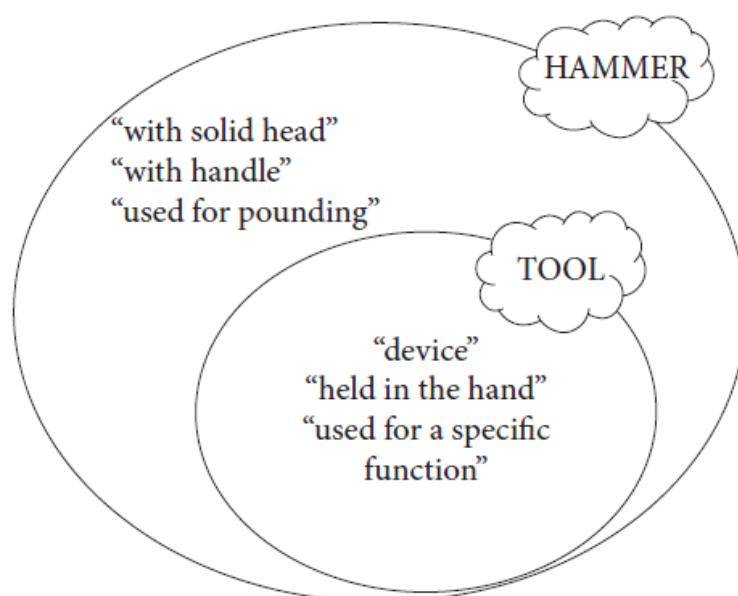 HAMMER
“with solid head”
“with handle”
“used for pounding”
TOOL
“device”
“held in the hand”
“used for a specific
function”